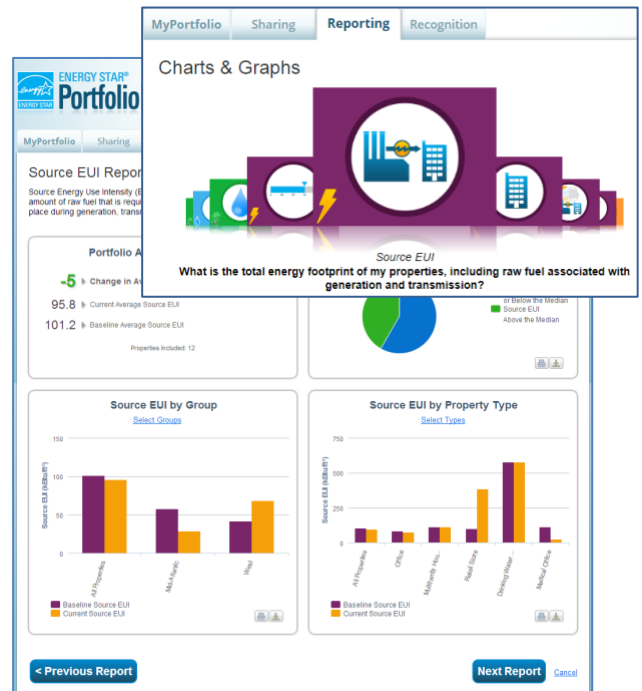 MyPortfolio Sharing Reporting Recognition
Charts & Graphs
Source EUI
What is the total energy footprint of my properties, including raw fuel associated with
generation and transmission?
ENERGY STAR®
Portfolio
ENERGY STAR
MyPortfolio Sharing
Source EUI Repor
Source Energy Use Intensity (E
amount of raw fuel that is requi
place during generation, trans
Portfolio A
-5 Change in Av
95.8 Current Average Source EUI
101.2 Baseline Average Source EUI
Properties Included: 12
or Below the Median
Source EUI
Above the Median
Source EUI by Group
Select Groups
Source EUI (kBtu/ft²)
150
100
50
0
All Properties
Mid-Atlantic
West
Baseline Source EUI
Current Source EUI
Source EUI by Property Type
Select Types
Source EUI (kBtu/ft²)
750
500
250
0
All Properties
Office
Multifamily Hou...
Retail Store
Drinking Water ...
Medical Office
Baseline Source EUI
Current Source EUI
< Previous Report
Next Report
Cancel